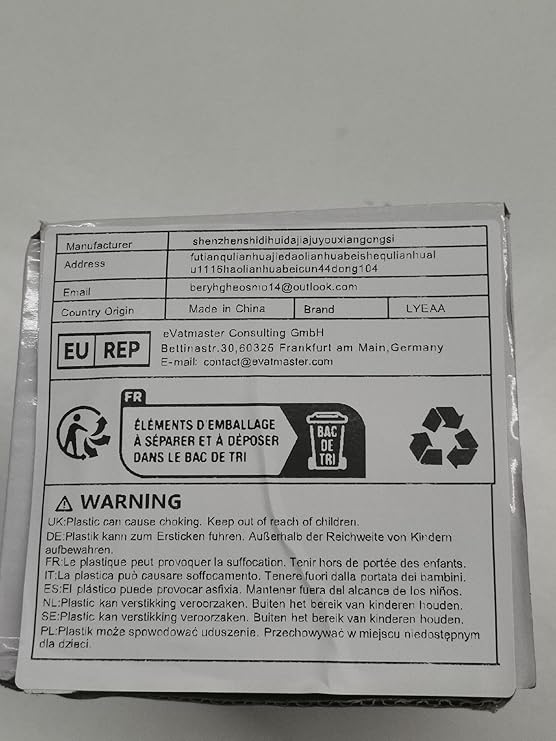 Manufacturer shenzhenshidihuidajiajuyouxiangongsi
Address futianqulianhuajiedaolianhuabeishequlianhual
u1116haolianhuabeicun44dong104
Email beryhgheosmo14@outlook.com
Country Origin Made in China Brand LYEAA
EU REP
eVatmaster Consulting GmbH
Bettinastr.30,60325 Frankfurt am Main,Germany
E-mail: contact@evatmaster.com
FR
ÉLÉMENTS D'EMBALLAGE
À SÉPARER ET À DÉPOSER
DANS LE BAC DE TRI
BAC
DE
TRI
WARNING
UK:Plastic can cause choking. Keep out of reach of children.
DE:Plastik kann zum Ersticken fuhren. Außerhalb der Reichweite von Kindern
aufbewahren.
FR:Le plastique peut provoquer la suffocation. Tenir hors de portée des enfants.
IT:La plastica può causare soffocamento. Tenere fuori dalla portata dei bambini.
ES:El plástico puede provocar asfixia. Mantener fuera del alcance de los niños.
NL:Plastic kan verstikking veroorzaken. Buiten het bereik van kinderen houden.
SE:Plastic kan verstikking veroorzaken. Buiten het bereik van kinderen houden.
PL:Plastik może spowodować uduszenie. Przechowywać w miejscu niedostępnym
dla dzieci.